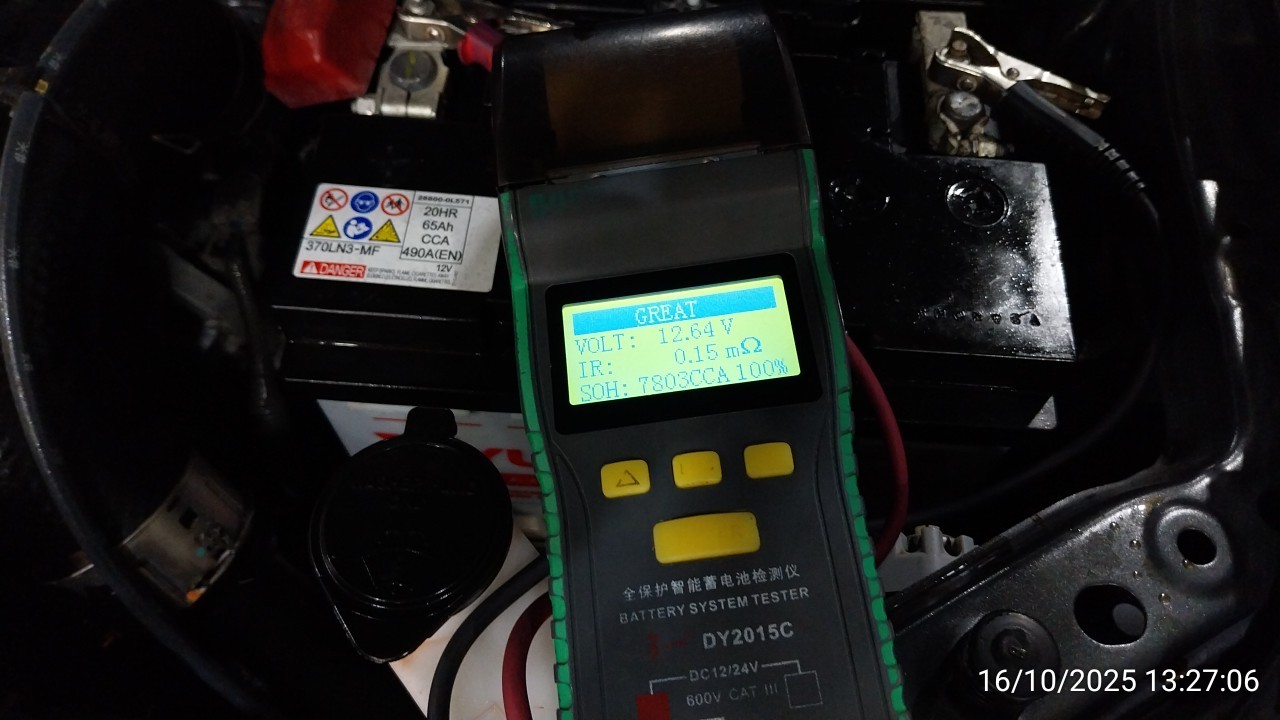 28800-0L571
20HR
65Ah
CCA
370LN3-MF
490A(EN)
12V
DANGER
GREAT
VOLT: 12.64 V
IR: 0.15 mΩ
SOH: 7803CCA 100%
全保护智能蓄电池检测仪
BATTERY SYSTEM TESTER
DY2015C
DC12/24V
600V CAT III
16/10/2025 13:27:06